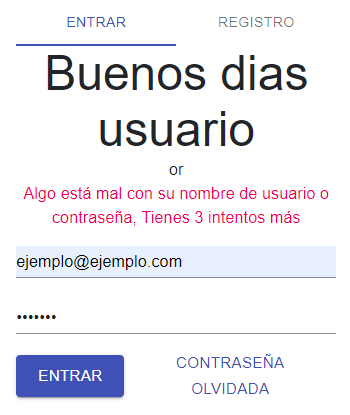 ENTRAR REGISTRO
Buenos dias
usuario
or
Algo está mal con su nombre de usuario o
contraseña, Tienes 3 intentos más
ejemplo@ejemplo.com
•••••••
ENTRAR
CONTRASEÑA
OLVIDADA